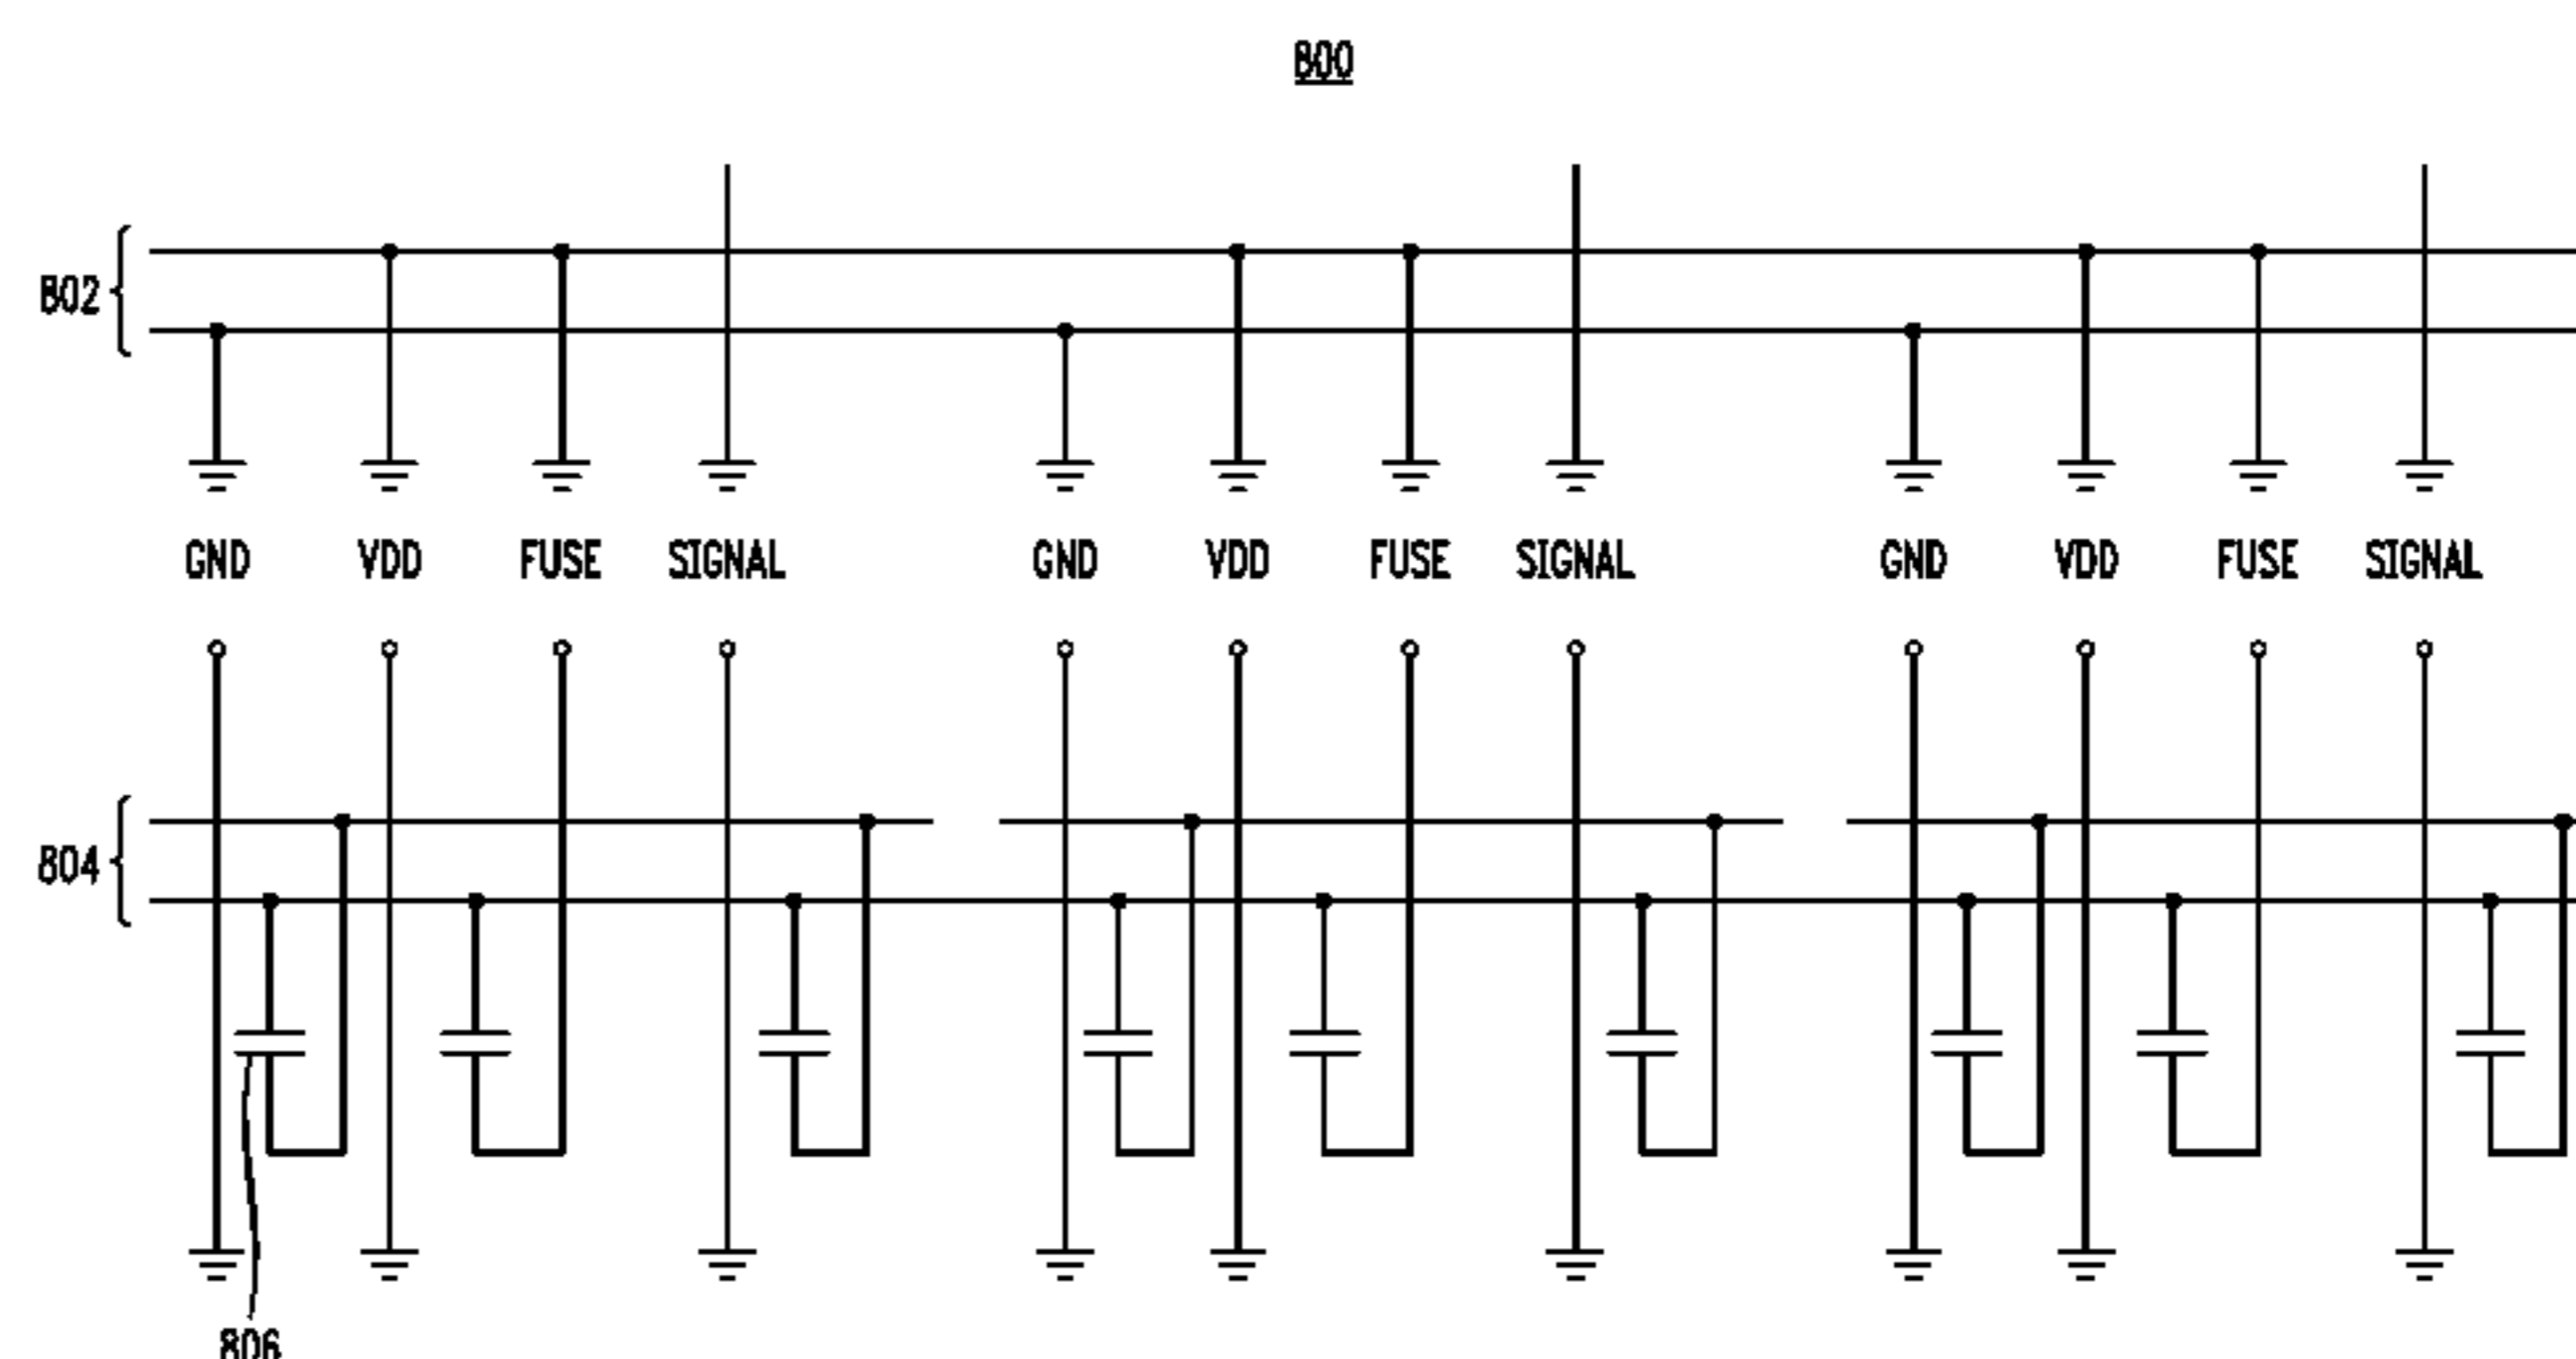 800
802
GND VDD FUSE SIGNAL GND VDD FUSE SIGNAL GND VDD FUSE SIGNAL
804
806